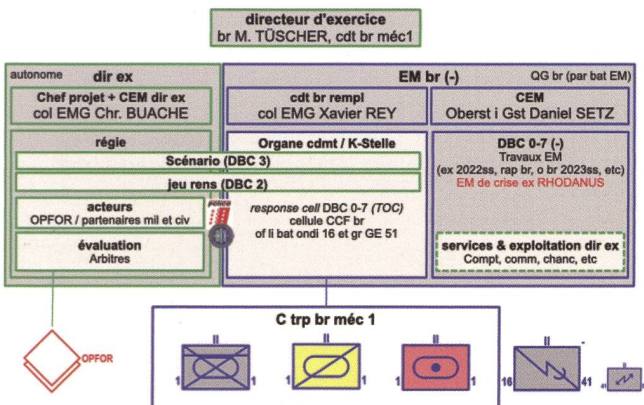 directeur d'exercice
br M. TÜSCHER, cdt br méc1
autonome
dir ex
EM br (-)
QG br (par bat EM)
Chef projet + CEM dir ex
col EMG Chr. BUACHE
cdt br rempl
col EMG Xavier REY
CEM
Oberst i Gst Daniel SETZ
régie
Organe cdmt / K-Stelle
Scénario (DBC 3)
jeu rens (DBC 2)
DBC 0-7 (-)
Travaux EM
(ex 2022ss, rap br, o br 2023ss, etc)
EM de crise ex RHODANUS
acteurs
OPFOR / partenaires mil et civ
police
response cell DBC 0-7 (TOC)
cellule CCF br
of li bat ondi 16 et gr GE 51
évaluation
Arbitres
services & exploitation dir ex
Compt, comm, chanc, etc
OPFOR
C trp br méc 1
II
II
II
II
-
II
1
1
1
1
1
1
16
41